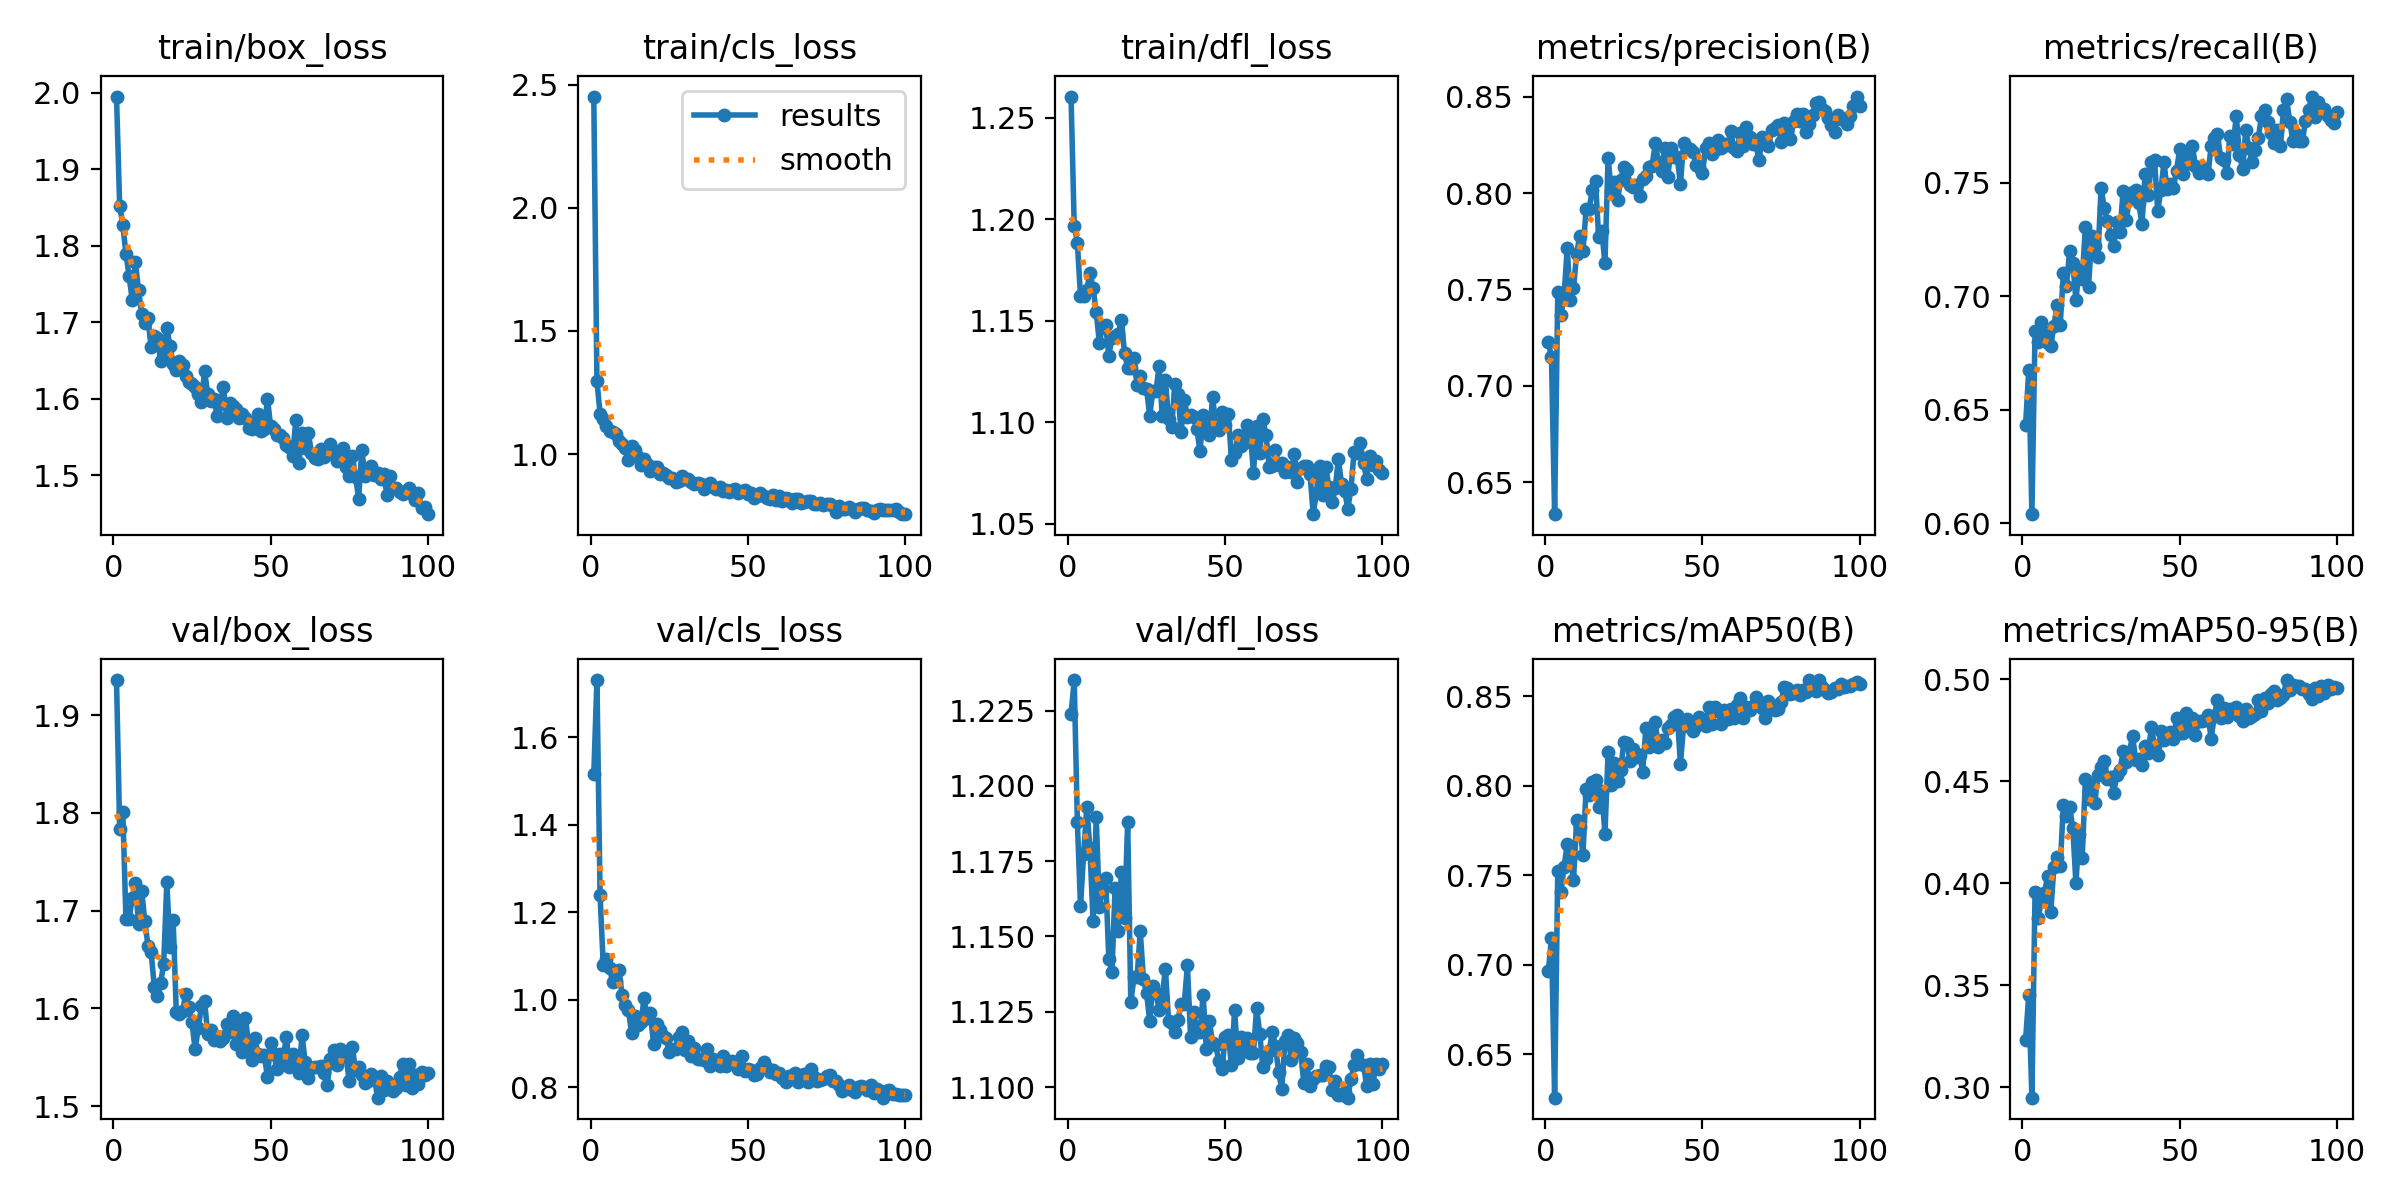 train/box_loss
2.0
1.9
1.8
1.7
1.6
1.5
0 50 100
train/cls_loss
results
smooth
2.5
2.0
1.5
1.0
0 50 100
train/dfl_loss
1.25
1.20
1.15
1.10
1.05
0 50 100
metrics/precision(B)
0.85
0.80
0.75
0.70
0.65
0 50 100
metrics/recall(B)
0.75
0.70
0.65
0.60
0 50 100
val/box_loss
1.9
1.8
1.7
1.6
1.5
0 50 100
val/cls_loss
1.6
1.4
1.2
1.0
0.8
0 50 100
val/dfl_loss
1.225
1.200
1.175
1.150
1.125
1.100
0 50 100
metrics/mAP50(B)
0.85
0.80
0.75
0.70
0.65
0 50 100
metrics/mAP50-95(B)
0.50
0.45
0.40
0.35
0.30
0 50 100